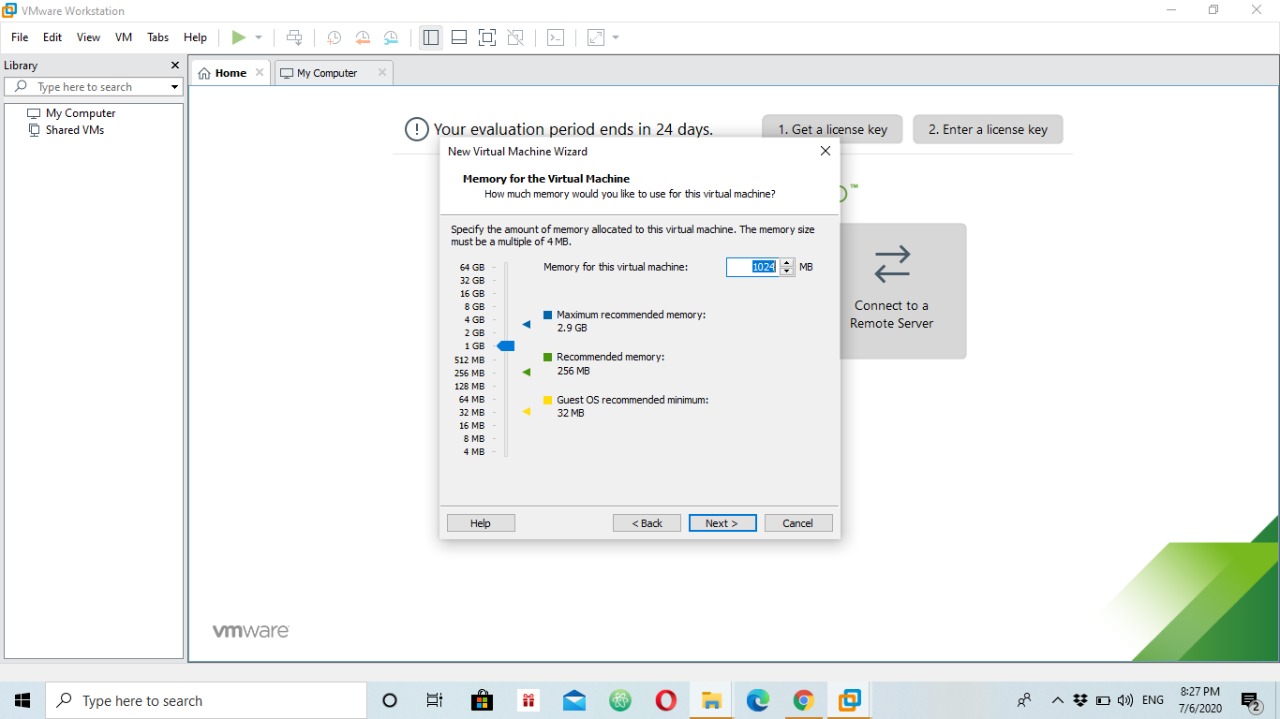 VMware Workstation
File Edit View VM Tabs Help
Library
Type here to search
My Computer
Shared VMs
Home
My Computer
Your evaluation period ends in 24 days.
1. Get a license key
2. Enter a license key
New Virtual Machine Wizard
Memory for the Virtual Machine
How much memory would you like to use for this virtual machine?
Specify the amount of memory allocated to this virtual machine. The memory size
must be a multiple of 4 MB.
64 GB
32 GB
16 GB
8 GB
4 GB
2 GB
1 GB
512 MB
256 MB
128 MB
64 MB
32 MB
16 MB
8 MB
4 MB
Memory for this virtual machine: 1024 MB
Maximum recommended memory:
2.9 GB
Recommended memory:
256 MB
Guest OS recommended minimum:
32 MB
Help
< Back
Next >
Cancel
™
Connect to a
Remote Server
vmware
Type here to search
ENG
8:27 PM
7/6/2020
2